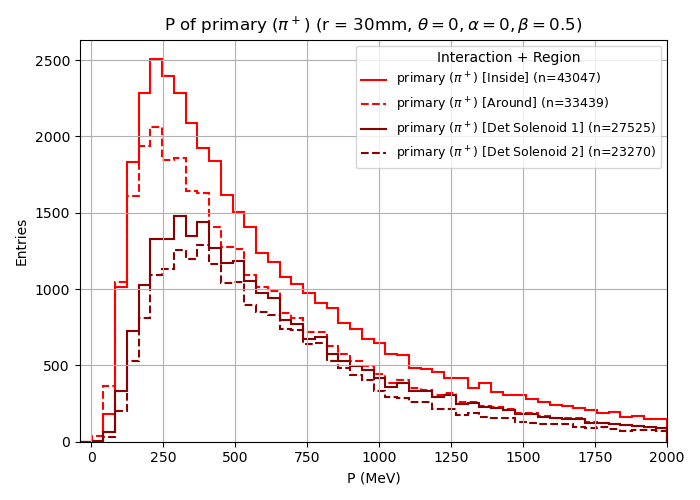 P of primary (π⁺) (r = 30mm, θ = 0, α = 0, β = 0.5)
Interaction + Region
primary (π⁺) [Inside] (n=43047)
primary (π⁺) [Around] (n=33439)
primary (π⁺) [Det Solenoid 1] (n=27525)
primary (π⁺) [Det Solenoid 2] (n=23270)
Entries
2500
2000
1500
1000
500
0
0 250 500 750 1000 1250 1500 1750 2000
P (MeV)